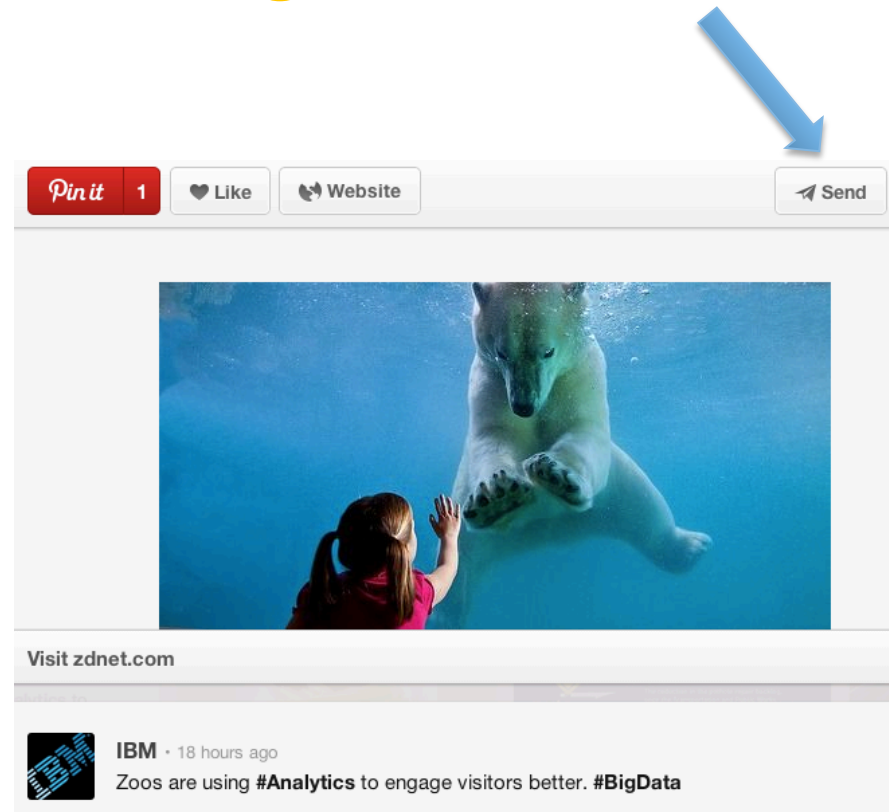 Pin it 1 Like Website Send
Visit zdnet.com
IBM · 18 hours ago
IBM
Zoos are using #Analytics to engage visitors better. #BigData